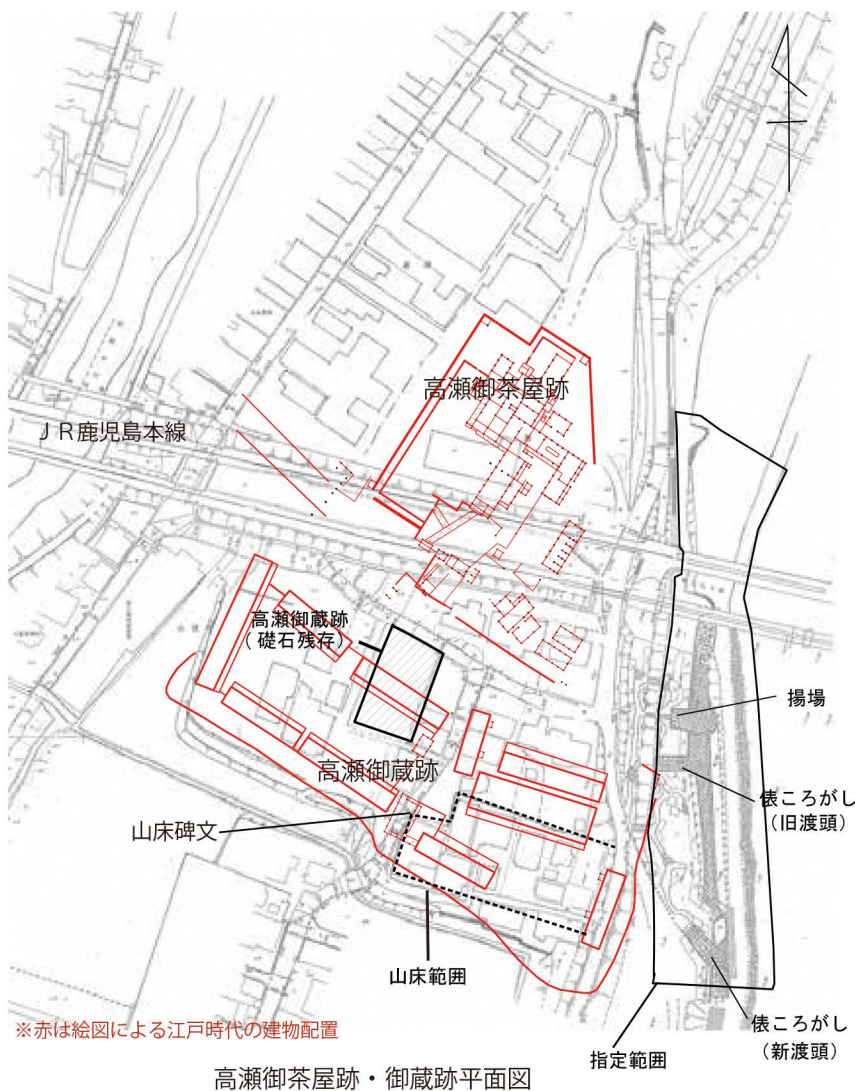 高瀬御茶屋跡
JR鹿児島本線
高瀬御蔵跡
(礎石残存)
揚場
高瀬御蔵跡
俵ころがし
(旧渡頭)
山床碑文
山床範囲
俵ころがし
(新渡頭)
指定範囲
※赤は絵図による江戸時代の建物配置
高瀬御茶屋跡・御蔵跡平面図